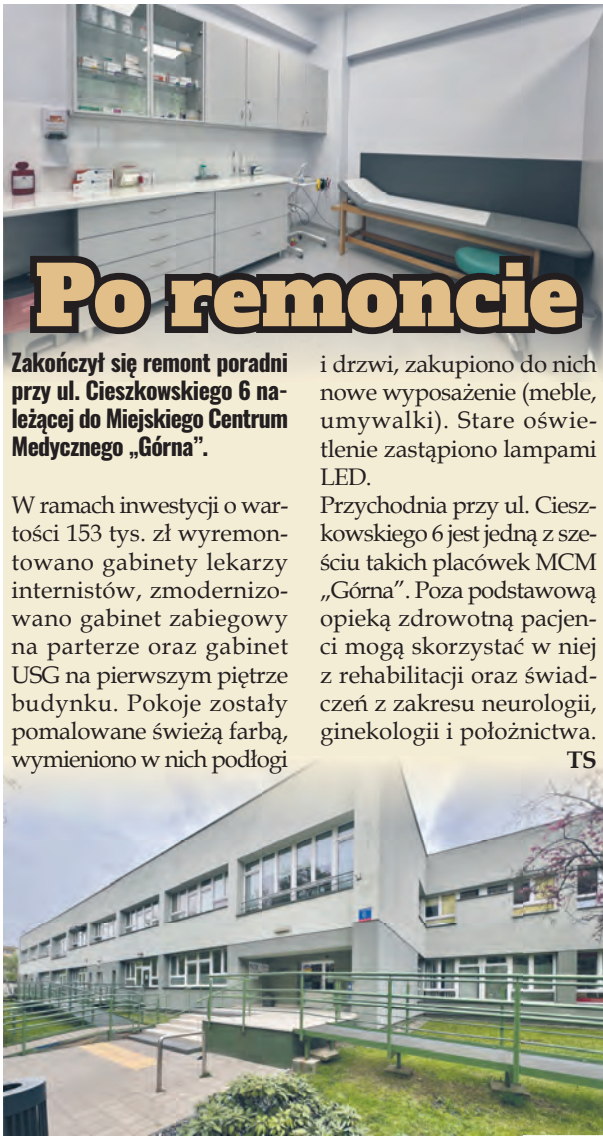 Po remoncie
Zakończył się remont poradni
przy ul. Cieszkowskiego 6 na-
leżącej do Miejskiego Centrum
Medycznego „Górna”.
W ramach inwestycji o war-
tości 153 tys. zł wyremon-
towano gabinety lekarzy
internistów, zmodernizo-
wano gabinet zabiegowy
na parterze oraz gabinet
USG na pierwszym piętrze
budynku. Pokoje zostały
pomalowane świeżą farbą,
wymieniono w nich podłogi
i drzwi, zakupiono do nich
nowe wyposażenie (meble,
umywalki). Stare oświe-
tlenie zastąpiono lampami
LED.
Przychodnia przy ul. Ciesz-
kowskiego 6 jest jedną z sze-
ściu takich placówek MCM
„Górna”. Poza podstawową
opieką zdrowotną pacjen-
ci mogą skorzystać w niej
z rehabilitacji oraz świad-
czeń z zakresu neurologii,
ginekologii i położnictwa.
TS